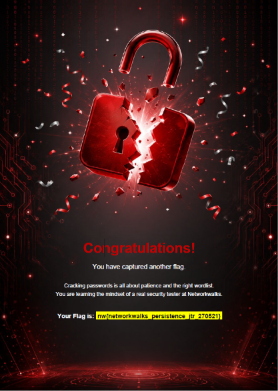 Congratulations!
You have captured another flag.
Cracking passwords is all about patience and the right wordlist.
You are learning the mindset of a real security tester at Networkwalks.
Your Flag is: nw{networkwalks_persistence_jtr_270521}